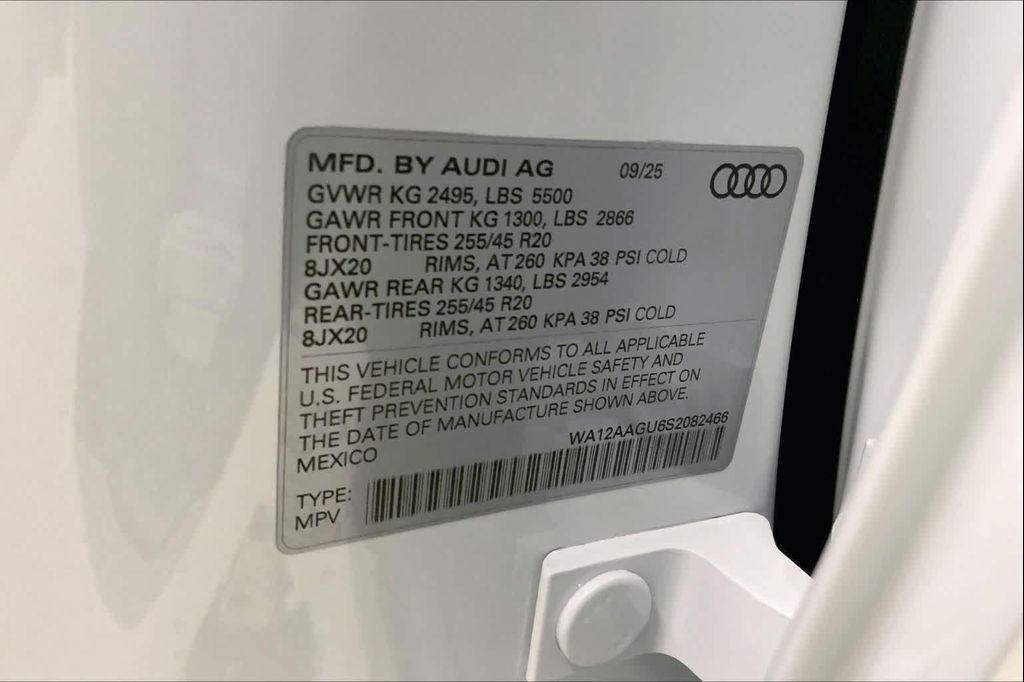 MFD. BY AUDI AG 09/25
GVWR KG 2495, LBS 5500
GAWR FRONT KG 1300, LBS 2866
FRONT-TIRES 255/45 R20
8JX20 RIMS, AT 260 KPA 38 PSI COLD
GAWR REAR KG 1340, LBS 2954
REAR-TIRES 255/45 R20
8JX20 RIMS, AT 260 KPA 38 PSI COLD
THIS VEHICLE CONFORMS TO ALL APPLICABLE
U.S. FEDERAL MOTOR VEHICLE SAFETY AND
THEFT PREVENTION STANDARDS IN EFFECT ON
THE DATE OF MANUFACTURE SHOWN ABOVE.
MEXICO WA12AAGU6S2082466
TYPE:
MPV